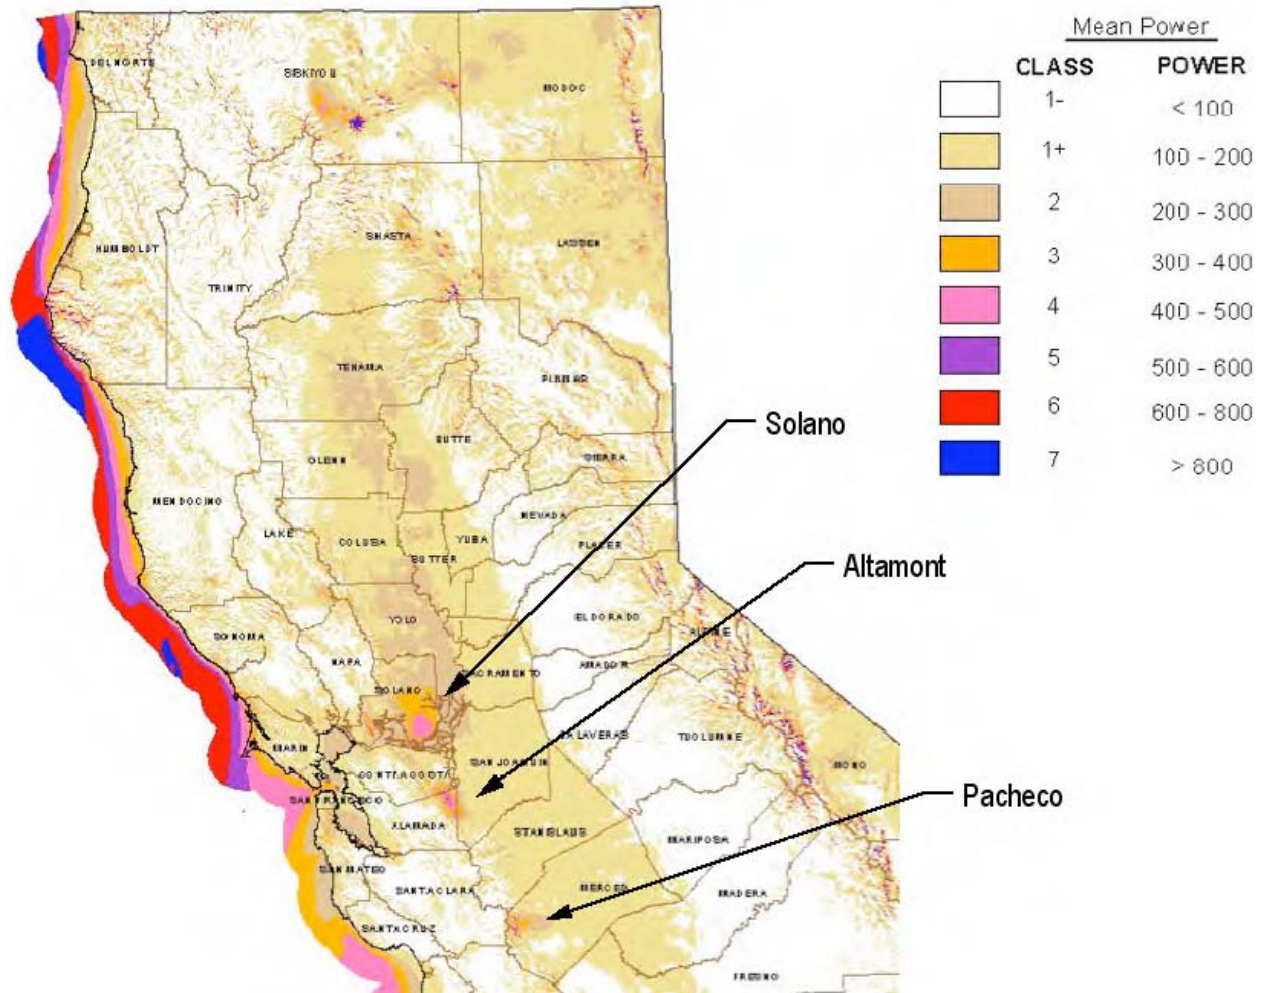 Mean Power
CLASS POWER
1- < 100
1+ 100 - 200
2 200 - 300
3 300 - 400
4 400 - 500
5 500 - 600
6 600 - 800
7 > 800
DEL NORTE
SISKIYOU
MODOC
HUMBOLDT
SHASTA
LASSEN
TRINITY
TEHAMA
PLUMAS
Solano
BUTTE
GLENN
SIERRA
MENDOCINO
LAKE
NEVADA
COLUSA
YUBA
PLACER
SUTTER
Altamont
YOLO
EL DORADO
SONOMA
ALPINE
NAPA
AMADOR
SACRAMENTO
SOLANO
MARIN
CALAVERAS
TUOLUMNE
SAN JOAQUIN
MONO
CONTRA COSTA
Pacheco
SAN FRANCISCO
ALAMADA
STANISLAUS
MARIPOSA
SAN MATEO
SANTA CLARA
MERCED
MADERA
SANTA CRUZ
FRESNO